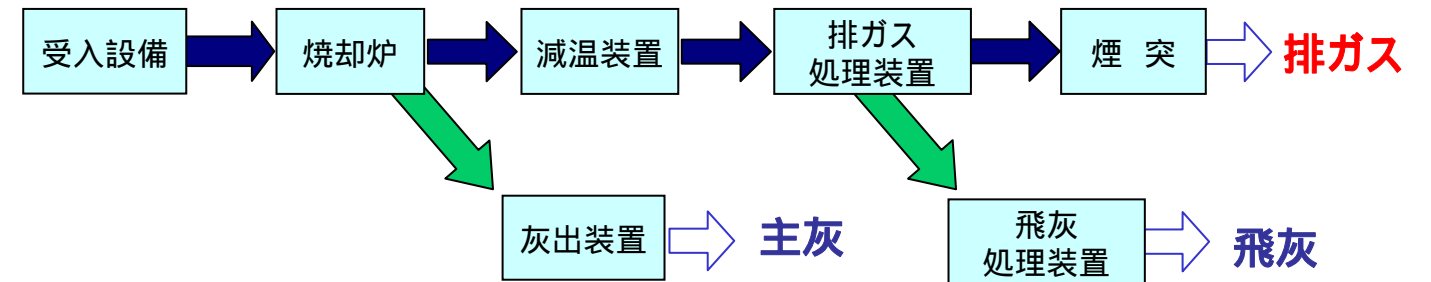 受入設備
焼却炉
減温装置
排ガス
処理装置
煙 突
排ガス
灰出装置
主灰
飛灰
処理装置
飛灰